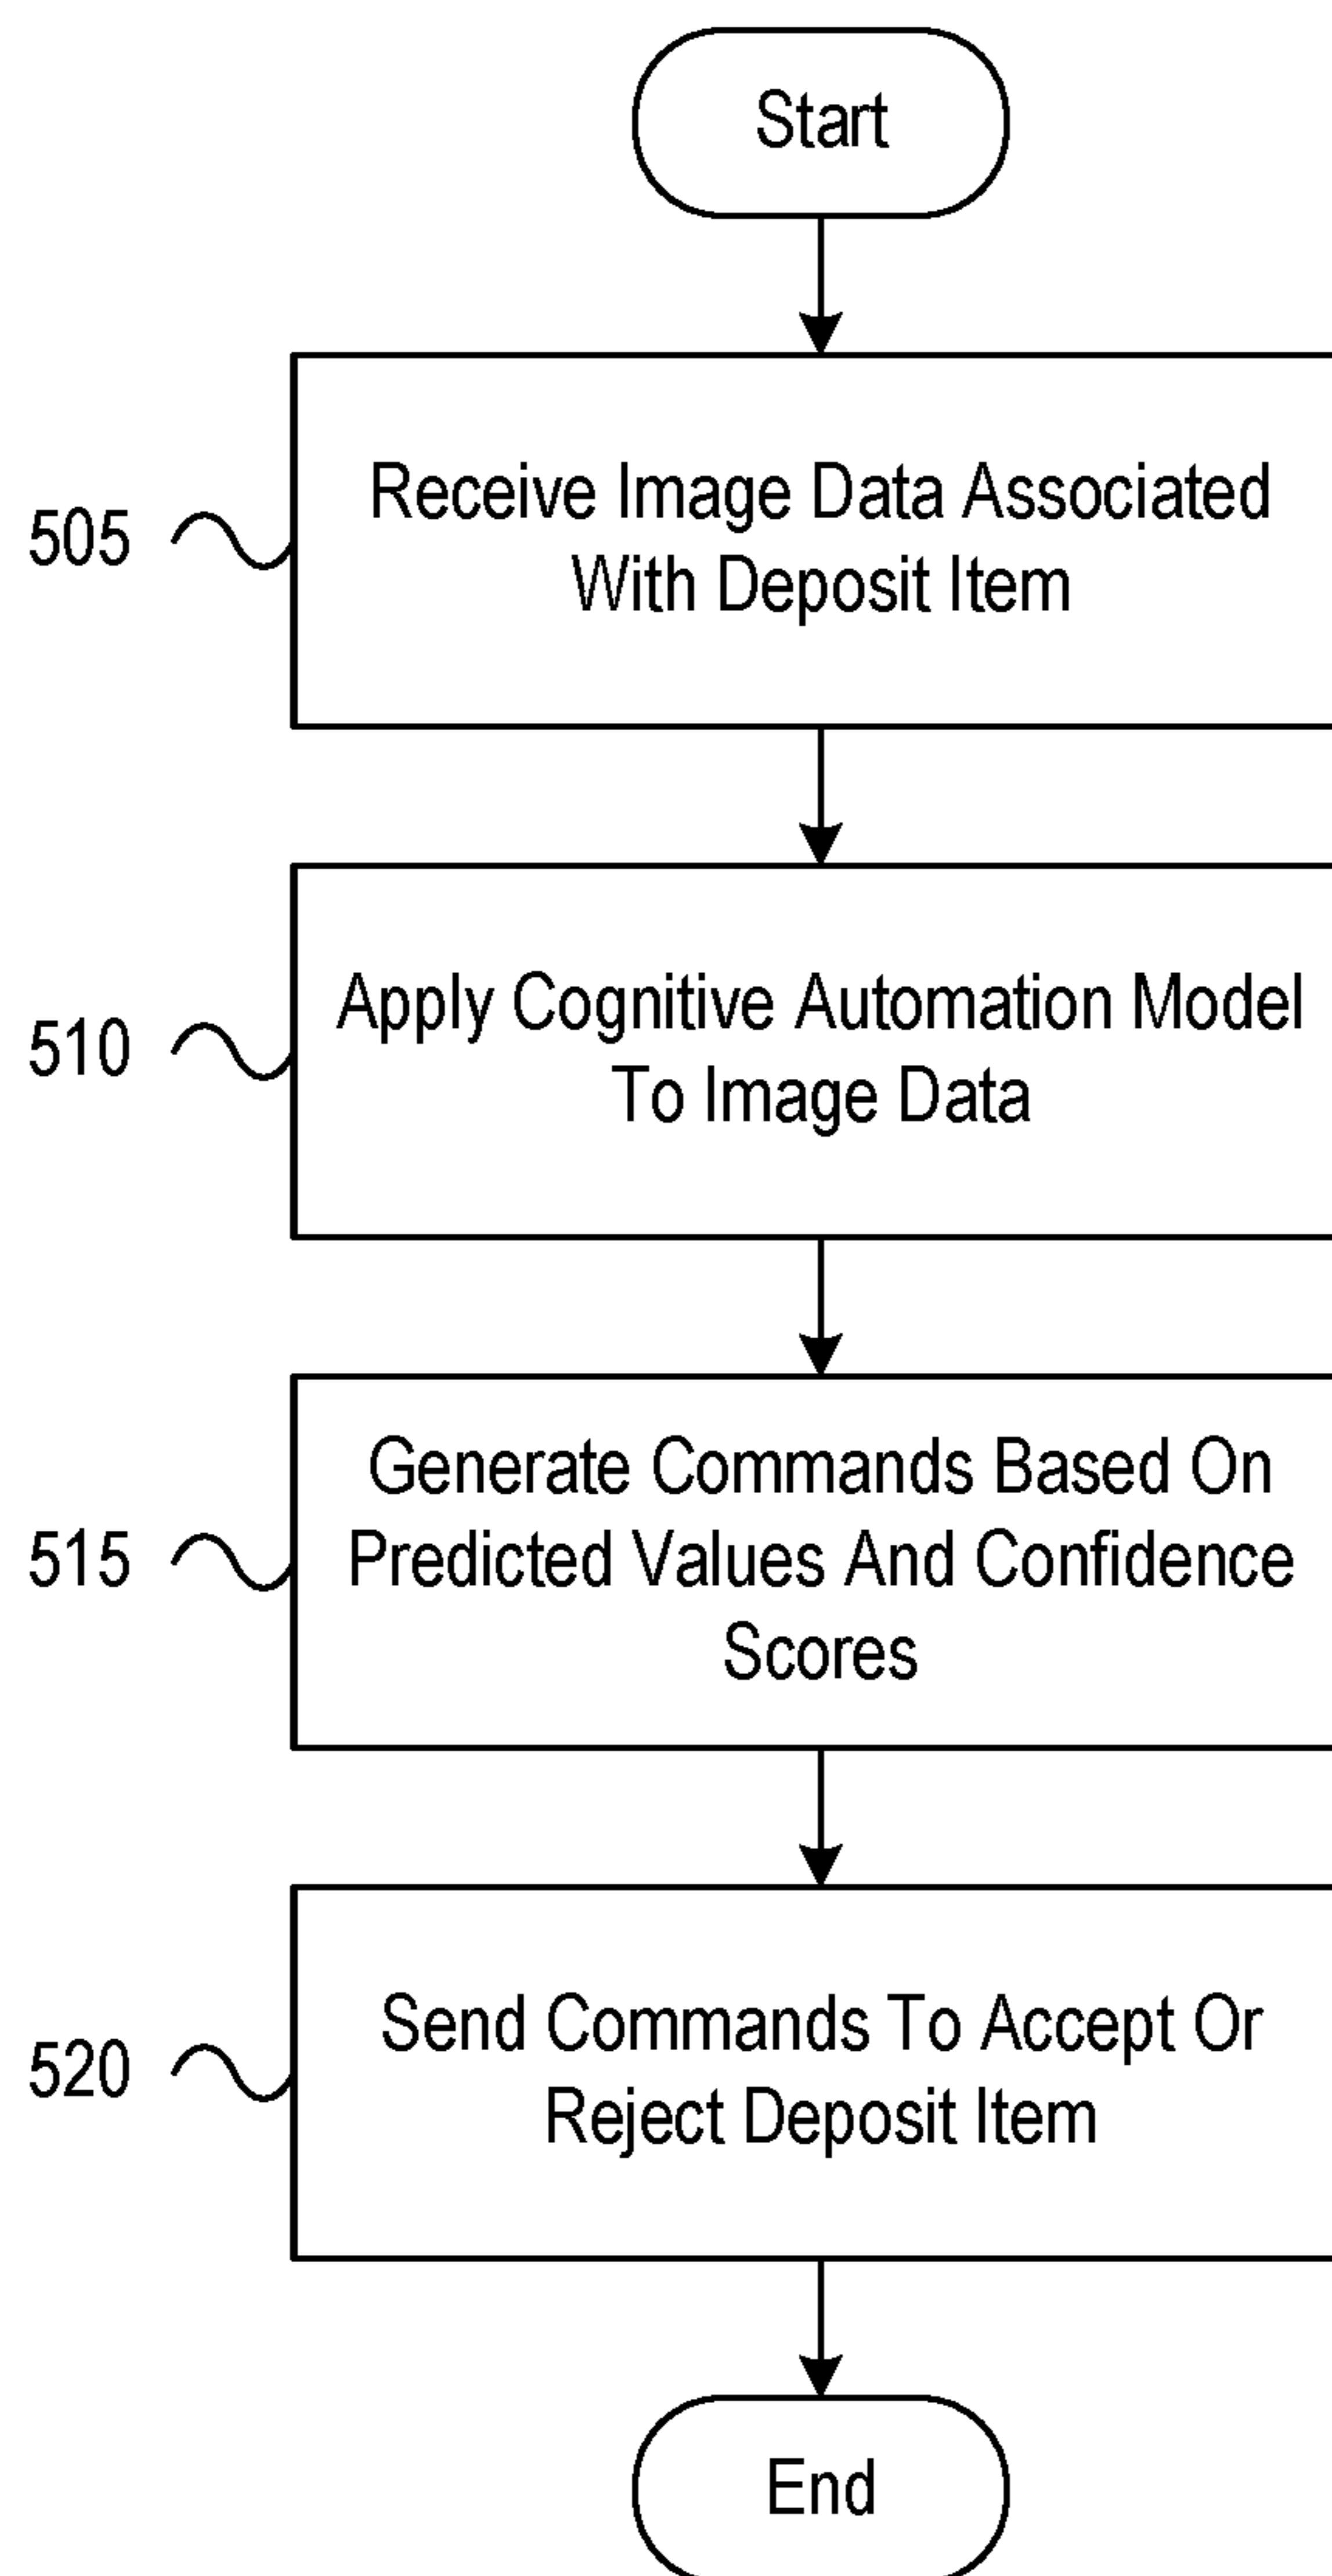 Start
505
Receive Image Data Associated
With Deposit Item
510
Apply Cognitive Automation Model
To Image Data
515
Generate Commands Based On
Predicted Values And Confidence
Scores
520
Send Commands To Accept Or
Reject Deposit Item
End